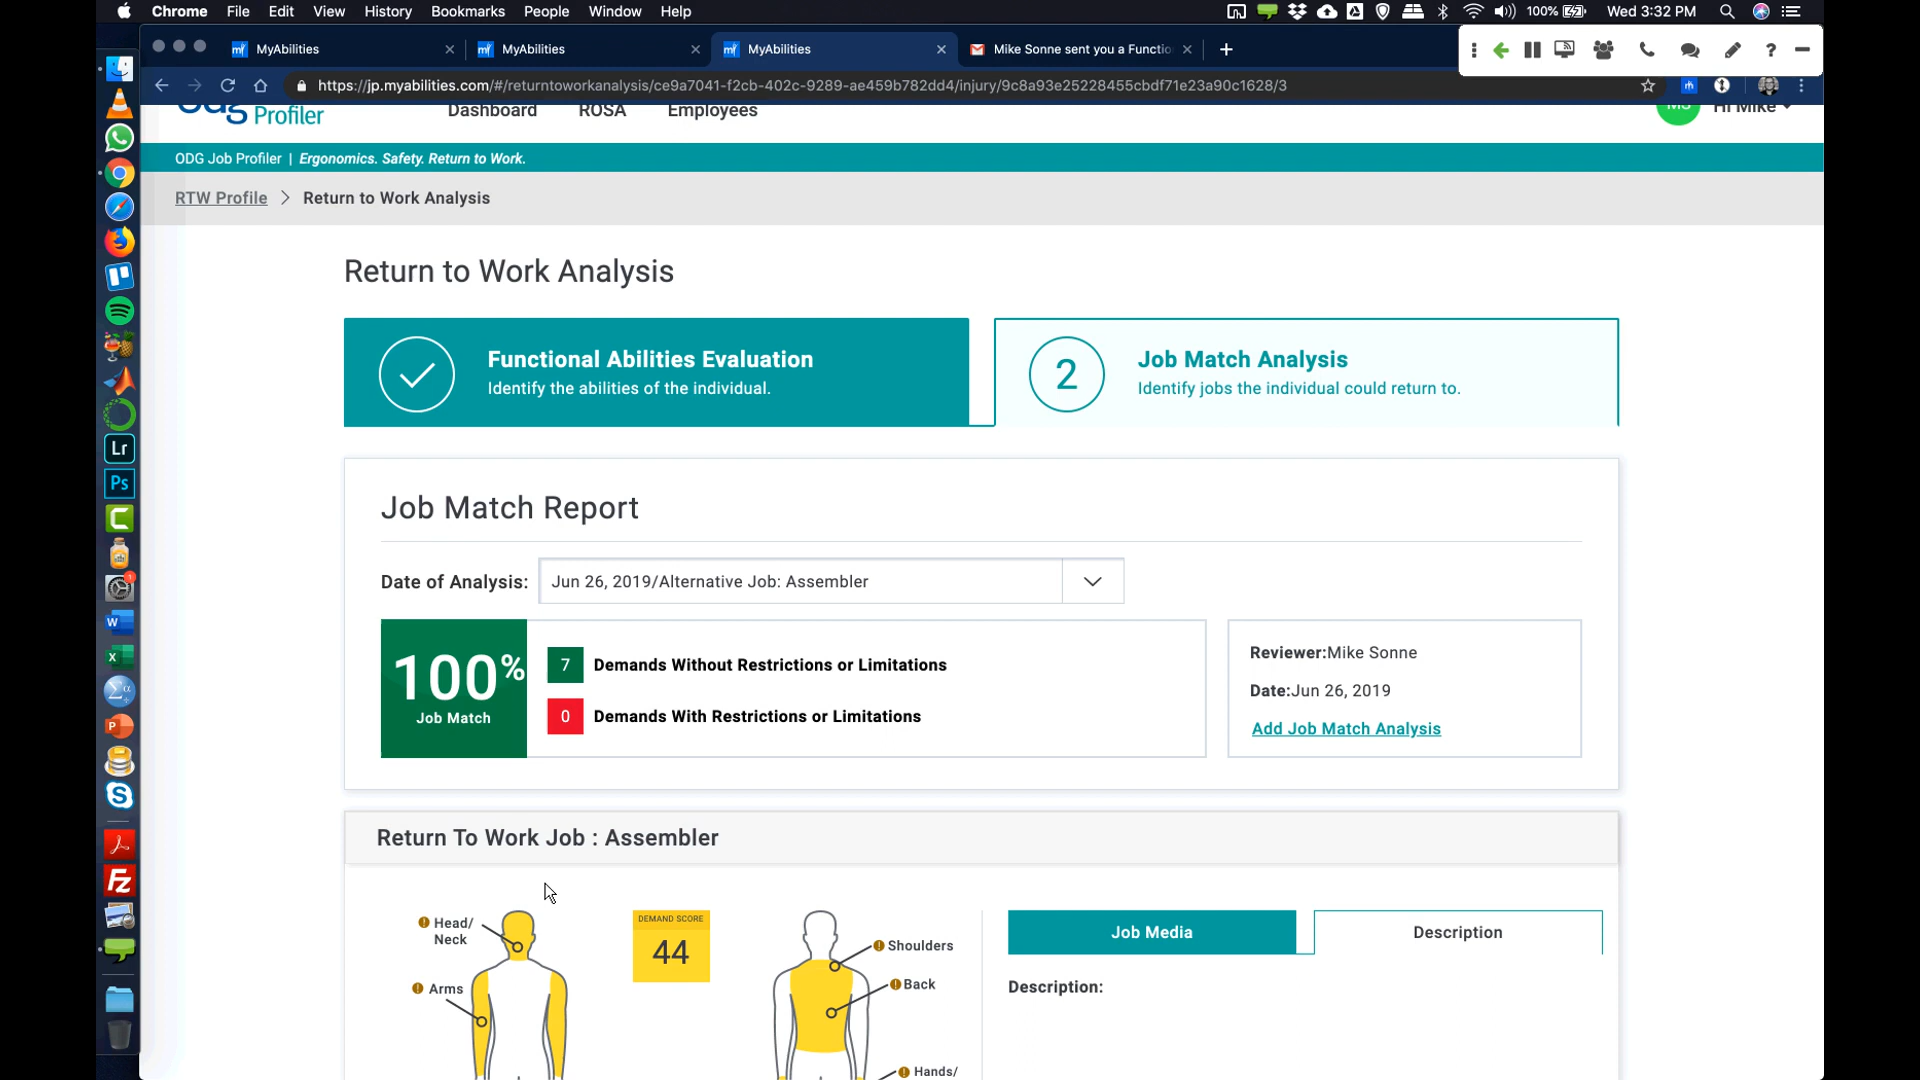 Chrome File Edit View History Bookmarks People Window Help 100% Wed 3:32 PM
MyAbilities MyAbilities MyAbilities Mike Sonne sent you a Functio
https://jp.myabilities.com/#/returntoworkanalysis/ce9a7041-f2cb-402c-9289-ae459b782dd4/injury/9c8a93e25228455cbdf71e23a90c1628/3
Profiler Dashboard ROSA Employees Hi Mike
ODG Job Profiler | Ergonomics. Safety. Return to Work.
RTW Profile > Return to Work Analysis
Return to Work Analysis
Functional Abilities Evaluation
Identify the abilities of the individual.
2
Job Match Analysis
Identify jobs the individual could return to.
Job Match Report
Date of Analysis: Jun 26, 2019/Alternative Job: Assembler
100%
Job Match
7 Demands Without Restrictions or Limitations
0 Demands With Restrictions or Limitations
Reviewer:Mike Sonne
Date:Jun 26, 2019
Add Job Match Analysis
Return To Work Job : Assembler
Head/
Neck
Arms
DEMAND SCORE
44
Shoulders
Back
Hands/
Job Media
Description
Description:
Lr
Ps